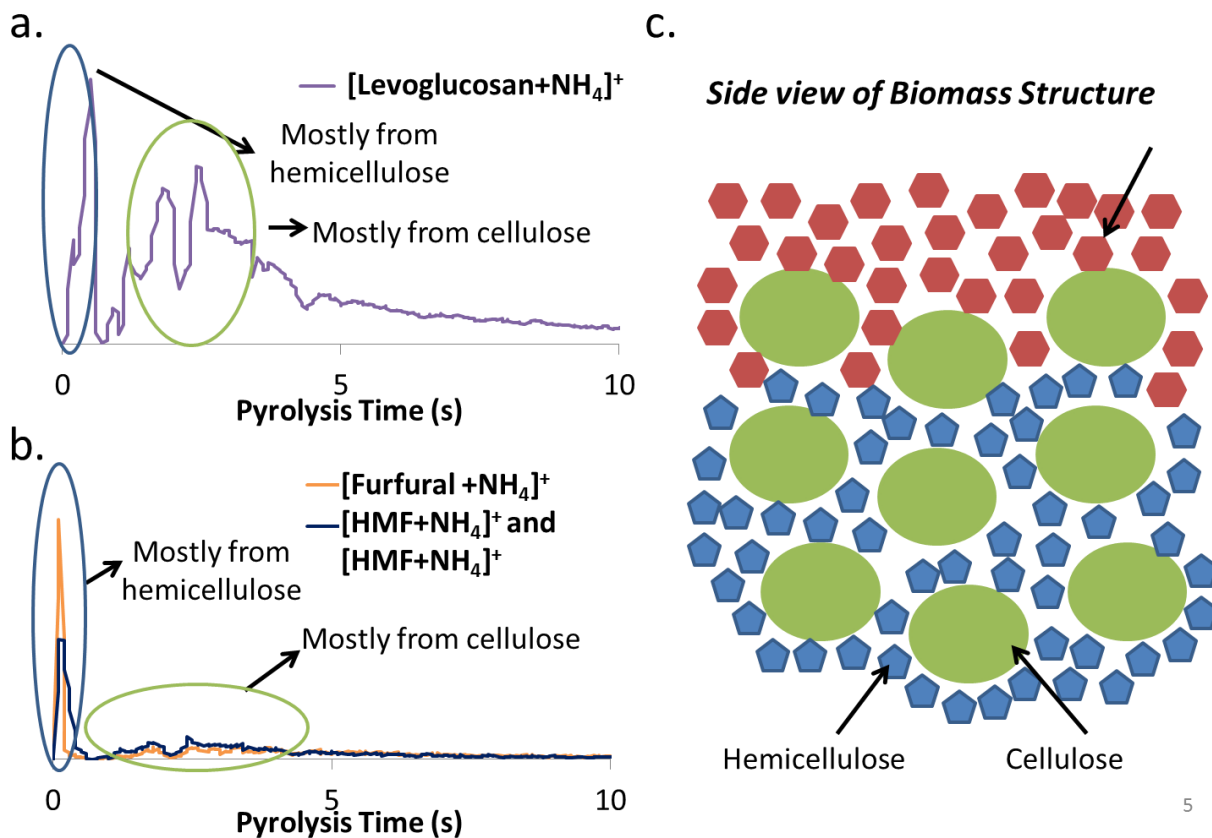 a.
[Levoglucosan+NH₄]⁺
Mostly from
hemicellulose
Mostly from cellulose
0
5
10
Pyrolysis Time (s)
b.
[Furfural +NH₄]⁺
[HMF+NH₄]⁺ and
[HMF+NH₄]⁺
Mostly from
hemicellulose
Mostly from cellulose
0
5
10
Pyrolysis Time (s)
c.
Side view of Biomass Structure
Hemicellulose
Cellulose
5